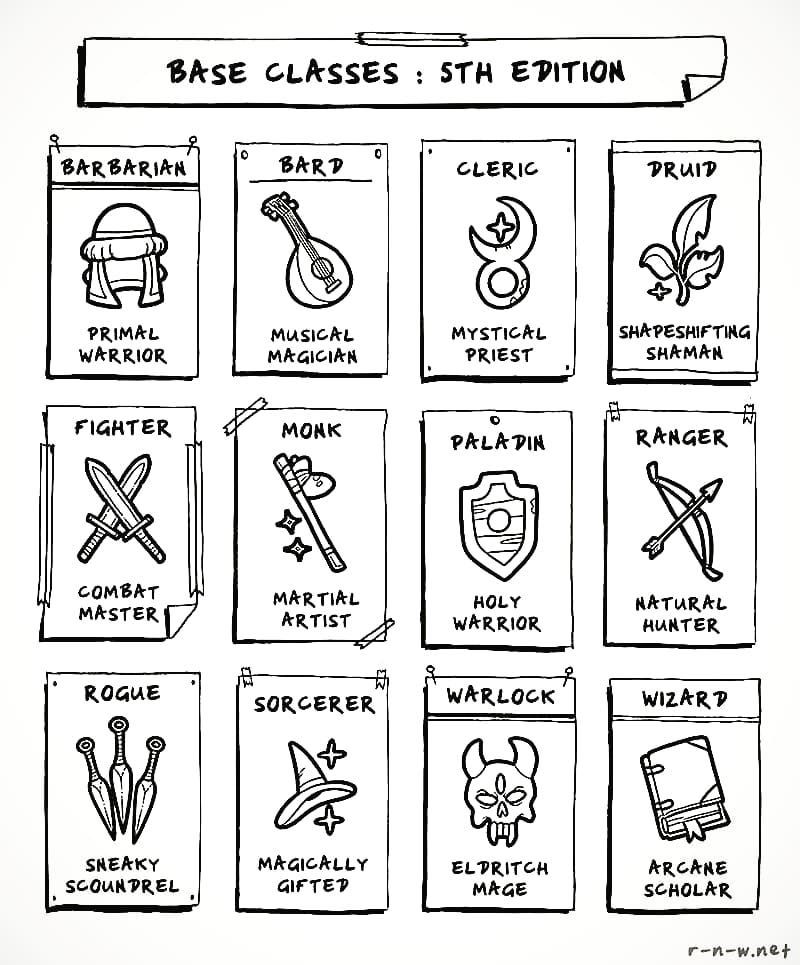 BASE CLASSES : 5TH EDITION
BARBARIAN
PRIMAL
WARRIOR
BARD
MUSICAL
MAGICIAN
CLERIC
MYSTICAL
PRIEST
DRUID
SHAPESHIFTING
SHAMAN
FIGHTER
COMBAT
MASTER
MONK
MARTIAL
ARTIST
PALADIN
HOLY
WARRIOR
RANGER
NATURAL
HUNTER
ROGUE
SNEAKY
SCOUNDREL
SORCERER
MAGICALLY
GIFTED
WARLOCK
ELDRITCH
MAGE
WIZARD
ARCANE
SCHOLAR
r-n-w.net